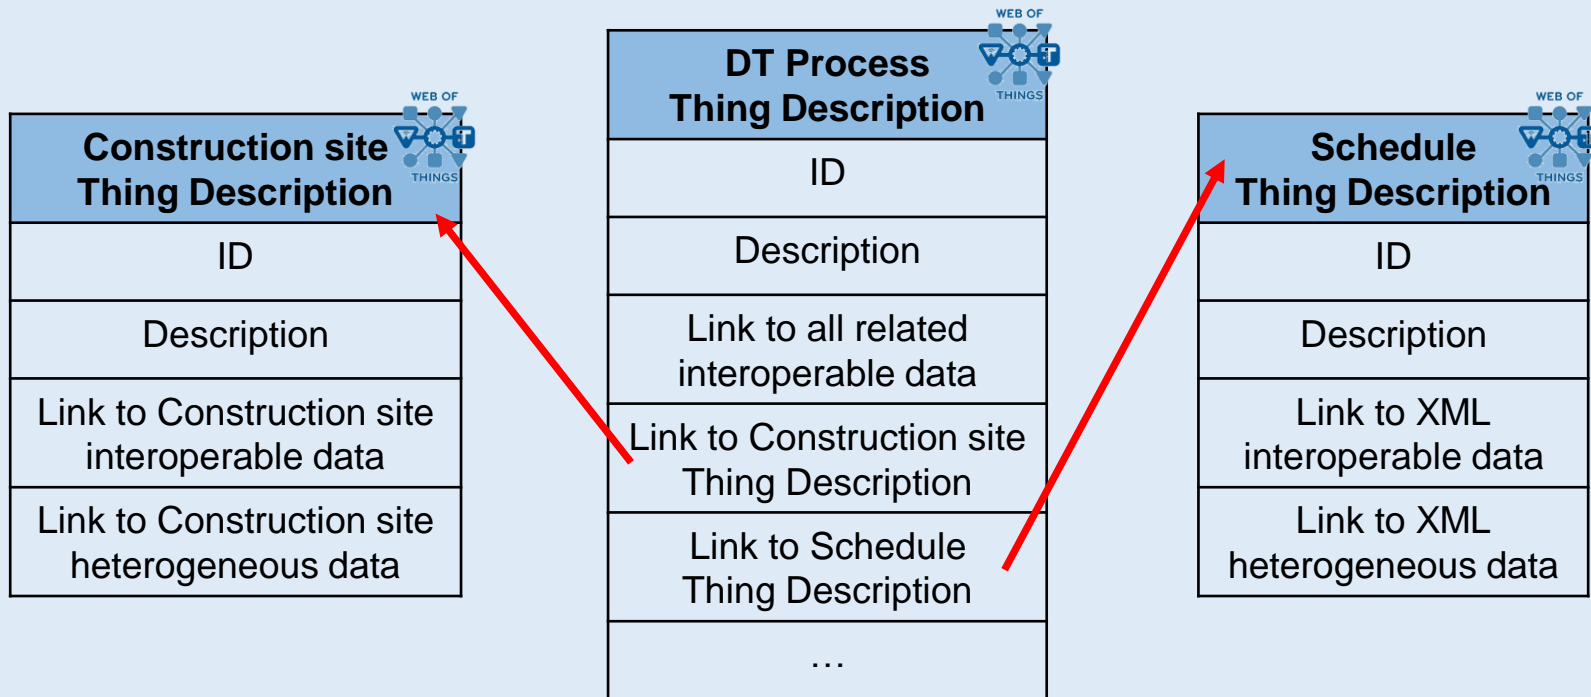 WEB OF
THINGS
Construction site
Thing Description
ID
Description
Link to Construction site
interoperable data
Link to Construction site
heterogeneous data
WEB OF
W
T
THINGS
DT Process
Thing Description
ID
Description
Link to all related
interoperable data
Link to Construction site
Thing Description
Link to Schedule
Thing Description
…
WEB OF
THINGS
Schedule
Thing Description
ID
Description
Link to XML
interoperable data
Link to XML
heterogeneous data